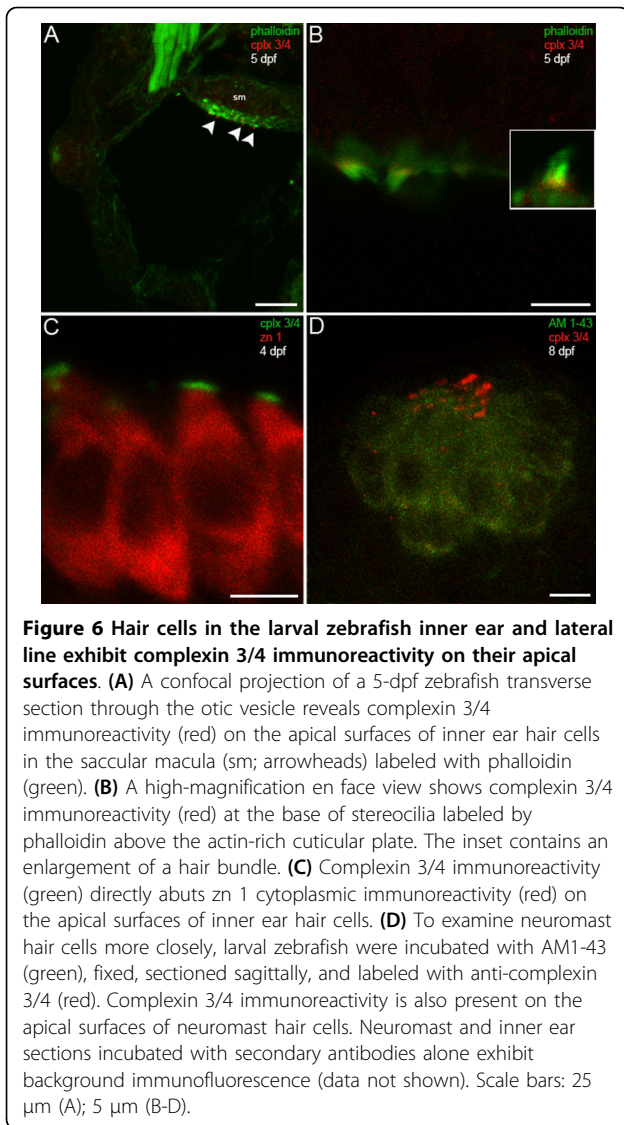 A
phalloidin
cplx 3/4
5 dpf
sm
B
phalloidin
cplx 3/4
5 dpf
C
cplx 3/4
zn 1
4 dpf
D
AM 1-43
cplx 3/4
8 dpf
Figure 6 Hair cells in the larval zebrafish inner ear and lateral
line exhibit complexin 3/4 immunoreactivity on their apical
surfaces. (A) A confocal projection of a 5-dpf zebrafish transverse
section through the otic vesicle reveals complexin 3/4
immunoreactivity (red) on the apical surfaces of inner ear hair cells
in the saccular macula (sm; arrowheads) labeled with phalloidin
(green). (B) A high-magnification en face view shows complexin 3/4
immunoreactivity (red) at the base of stereocilia labeled by
phalloidin above the actin-rich cuticular plate. The inset contains an
enlargement of a hair bundle. (C) Complexin 3/4 immunoreactivity
(green) directly abuts zn 1 cytoplasmic immunoreactivity (red) on
the apical surfaces of inner ear hair cells. (D) To examine neuromast
hair cells more closely, larval zebrafish were incubated with AM1-43
(green), fixed, sectioned sagittally, and labeled with anti-complexin
3/4 (red). Complexin 3/4 immunoreactivity is also present on the
apical surfaces of neuromast hair cells. Neuromast and inner ear
sections incubated with secondary antibodies alone exhibit
background immunofluorescence (data not shown). Scale bars: 25
μm (A); 5 μm (B-D).